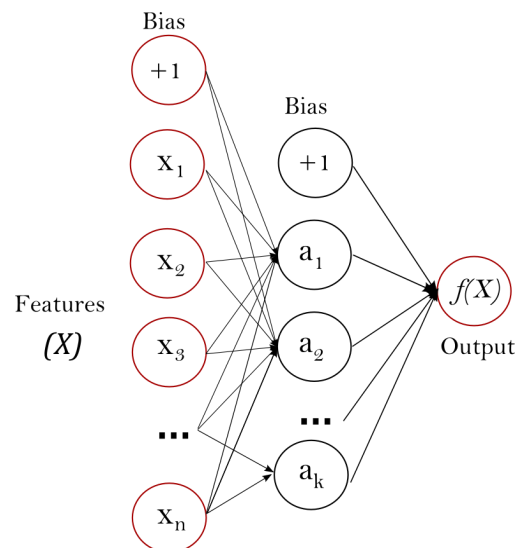 Bias
+1
x₁
x₂
x₃
...
xₙ
Features
(X)
Bias
+1
a₁
a₂
...
aₖ
f(X)
Output